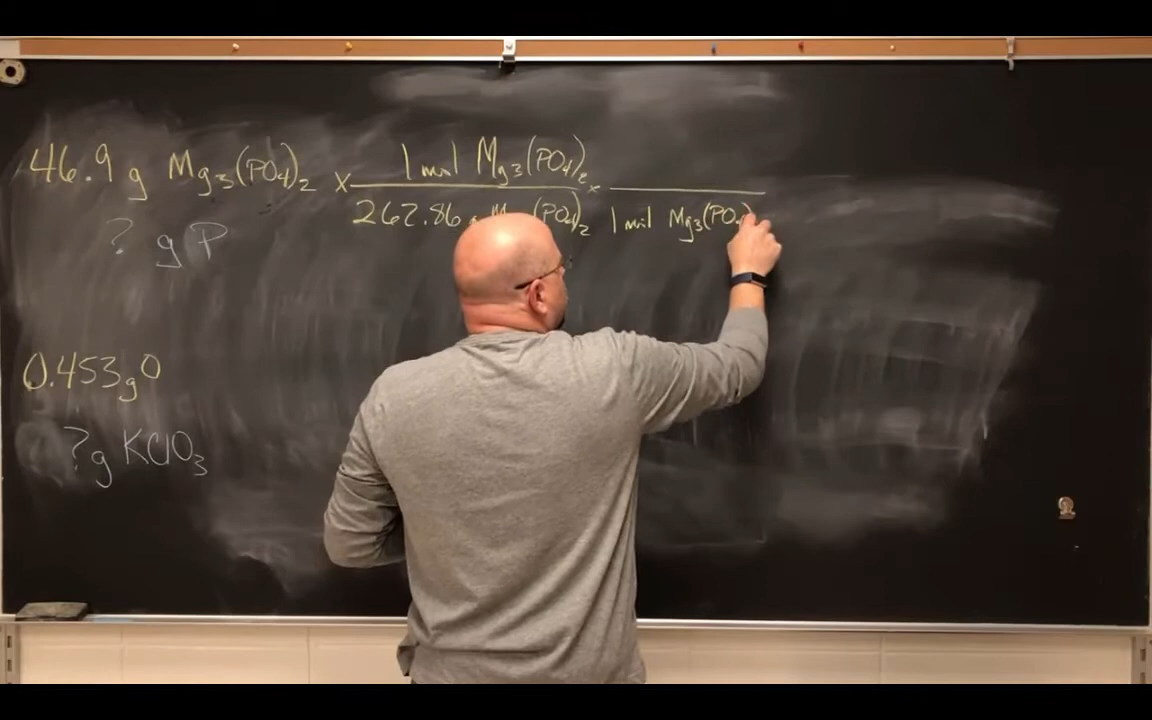 46.9 g Mg₃(PO₄)₂ x 1 mol Mg₃(PO₄)₂ x
262.86 g Mg₃(PO₄)₂ 1 mol Mg₃(PO₄)
? g P
0.453 g O
? g KClO₃